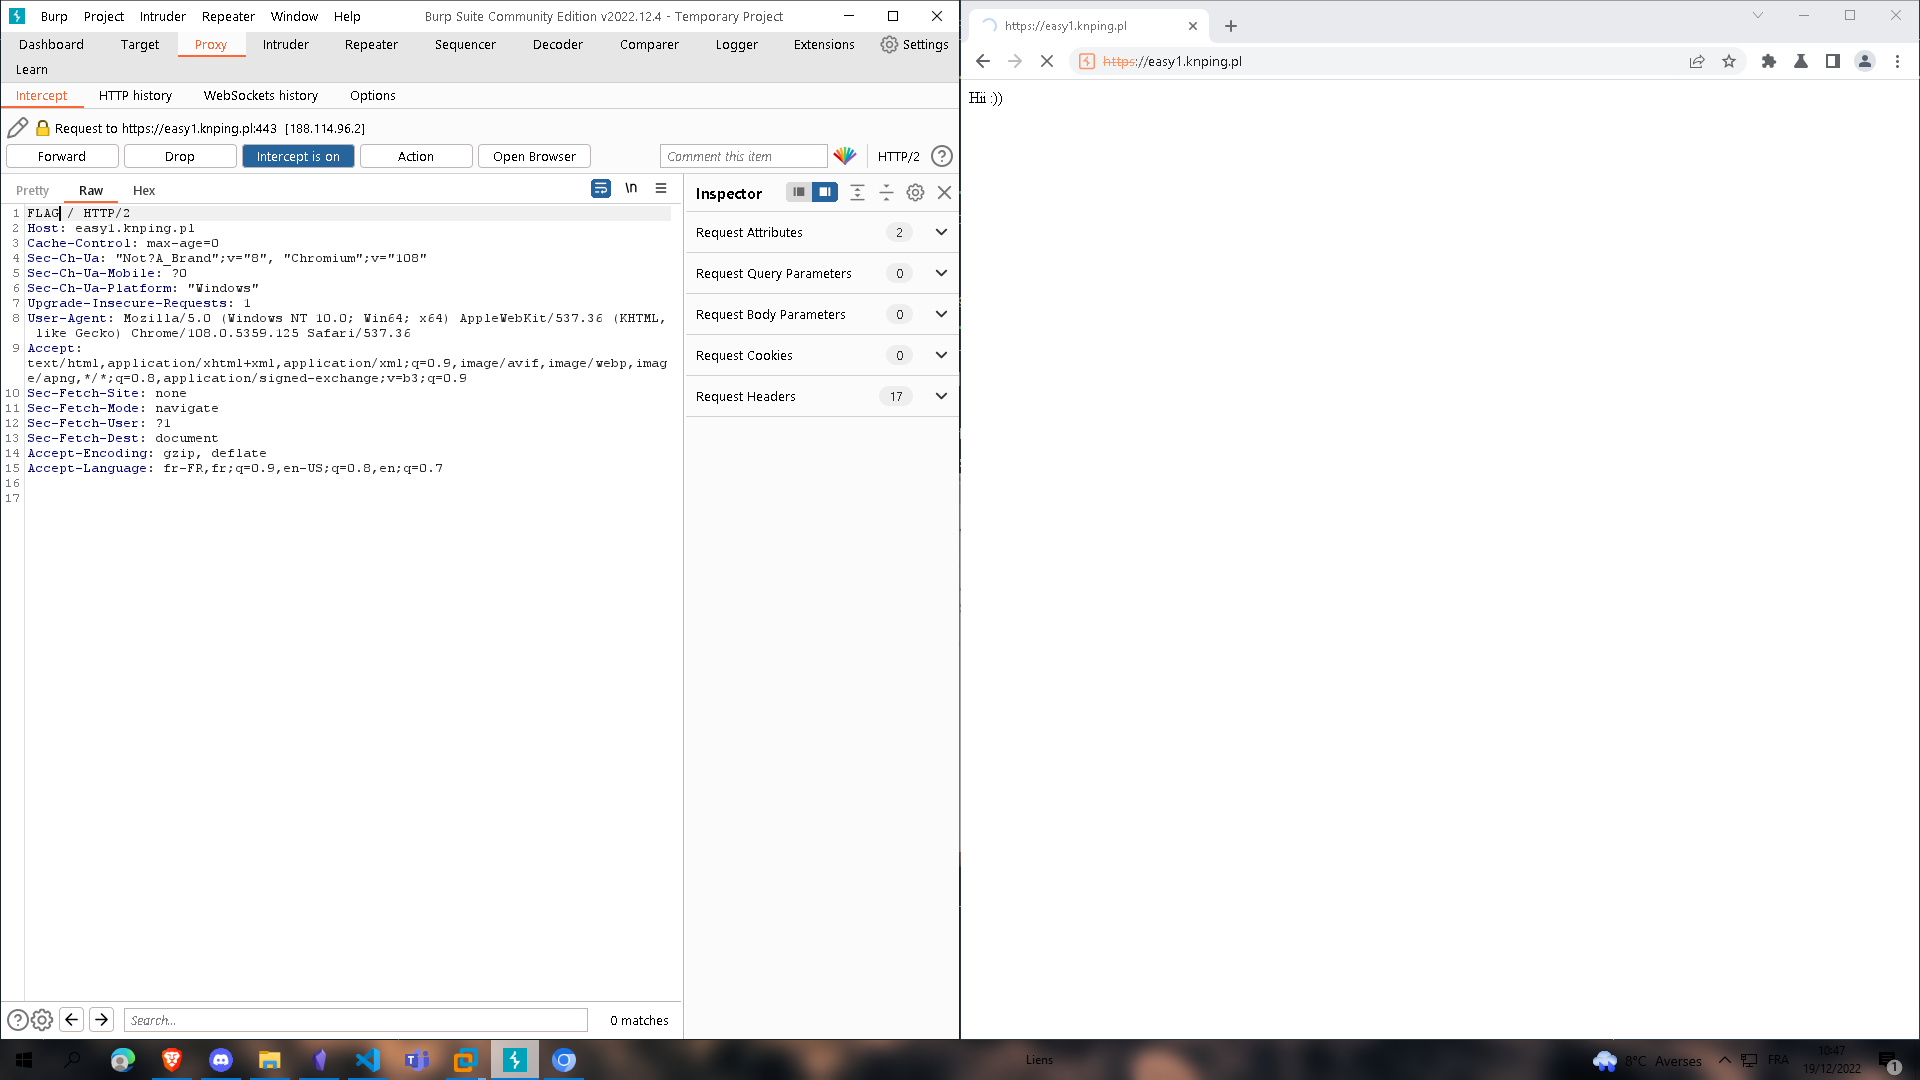 Burp Project Intruder Repeater Window Help Burp Suite Community Edition v2022.12.4 - Temporary Project
Dashboard Target Proxy Intruder Repeater Sequencer Decoder Comparer Logger Extensions Settings
Learn
Intercept HTTP history WebSockets history Options
Request to https://easy1.knping.pl:443 [188.114.96.2]
Forward Drop Intercept is on Action Open Browser Comment this item HTTP/2 ?
Pretty Raw Hex \n
1 FLAG / HTTP/2
2 Host: easy1.knping.pl
3 Cache-Control: max-age=0
4 Sec-Ch-Ua: "Not?A_Brand";v="8", "Chromium";v="108"
5 Sec-Ch-Ua-Mobile: ?0
6 Sec-Ch-Ua-Platform: "Windows"
7 Upgrade-Insecure-Requests: 1
8 User-Agent: Mozilla/5.0 (Windows NT 10.0; Win64; x64) AppleWebKit/537.36 (KHTML,
like Gecko) Chrome/108.0.5359.125 Safari/537.36
9 Accept:
text/html,application/xhtml+xml,application/xml;q=0.9,image/avif,image/webp,imag
e/apng,*/*;q=0.8,application/signed-exchange;v=b3;q=0.9
10 Sec-Fetch-Site: none
11 Sec-Fetch-Mode: navigate
12 Sec-Fetch-User: ?1
13 Sec-Fetch-Dest: document
14 Accept-Encoding: gzip, deflate
15 Accept-Language: fr-FR,fr;q=0.9,en-US;q=0.8,en;q=0.7
16
17
Inspector
Request Attributes 2
Request Query Parameters 0
Request Body Parameters 0
Request Cookies 0
Request Headers 17
? Search... 0 matches
https://easy1.knping.pl
https://easy1.knping.pl
Hii :))
Liens
8°C Averses FRA 10:47
19/12/2022
1